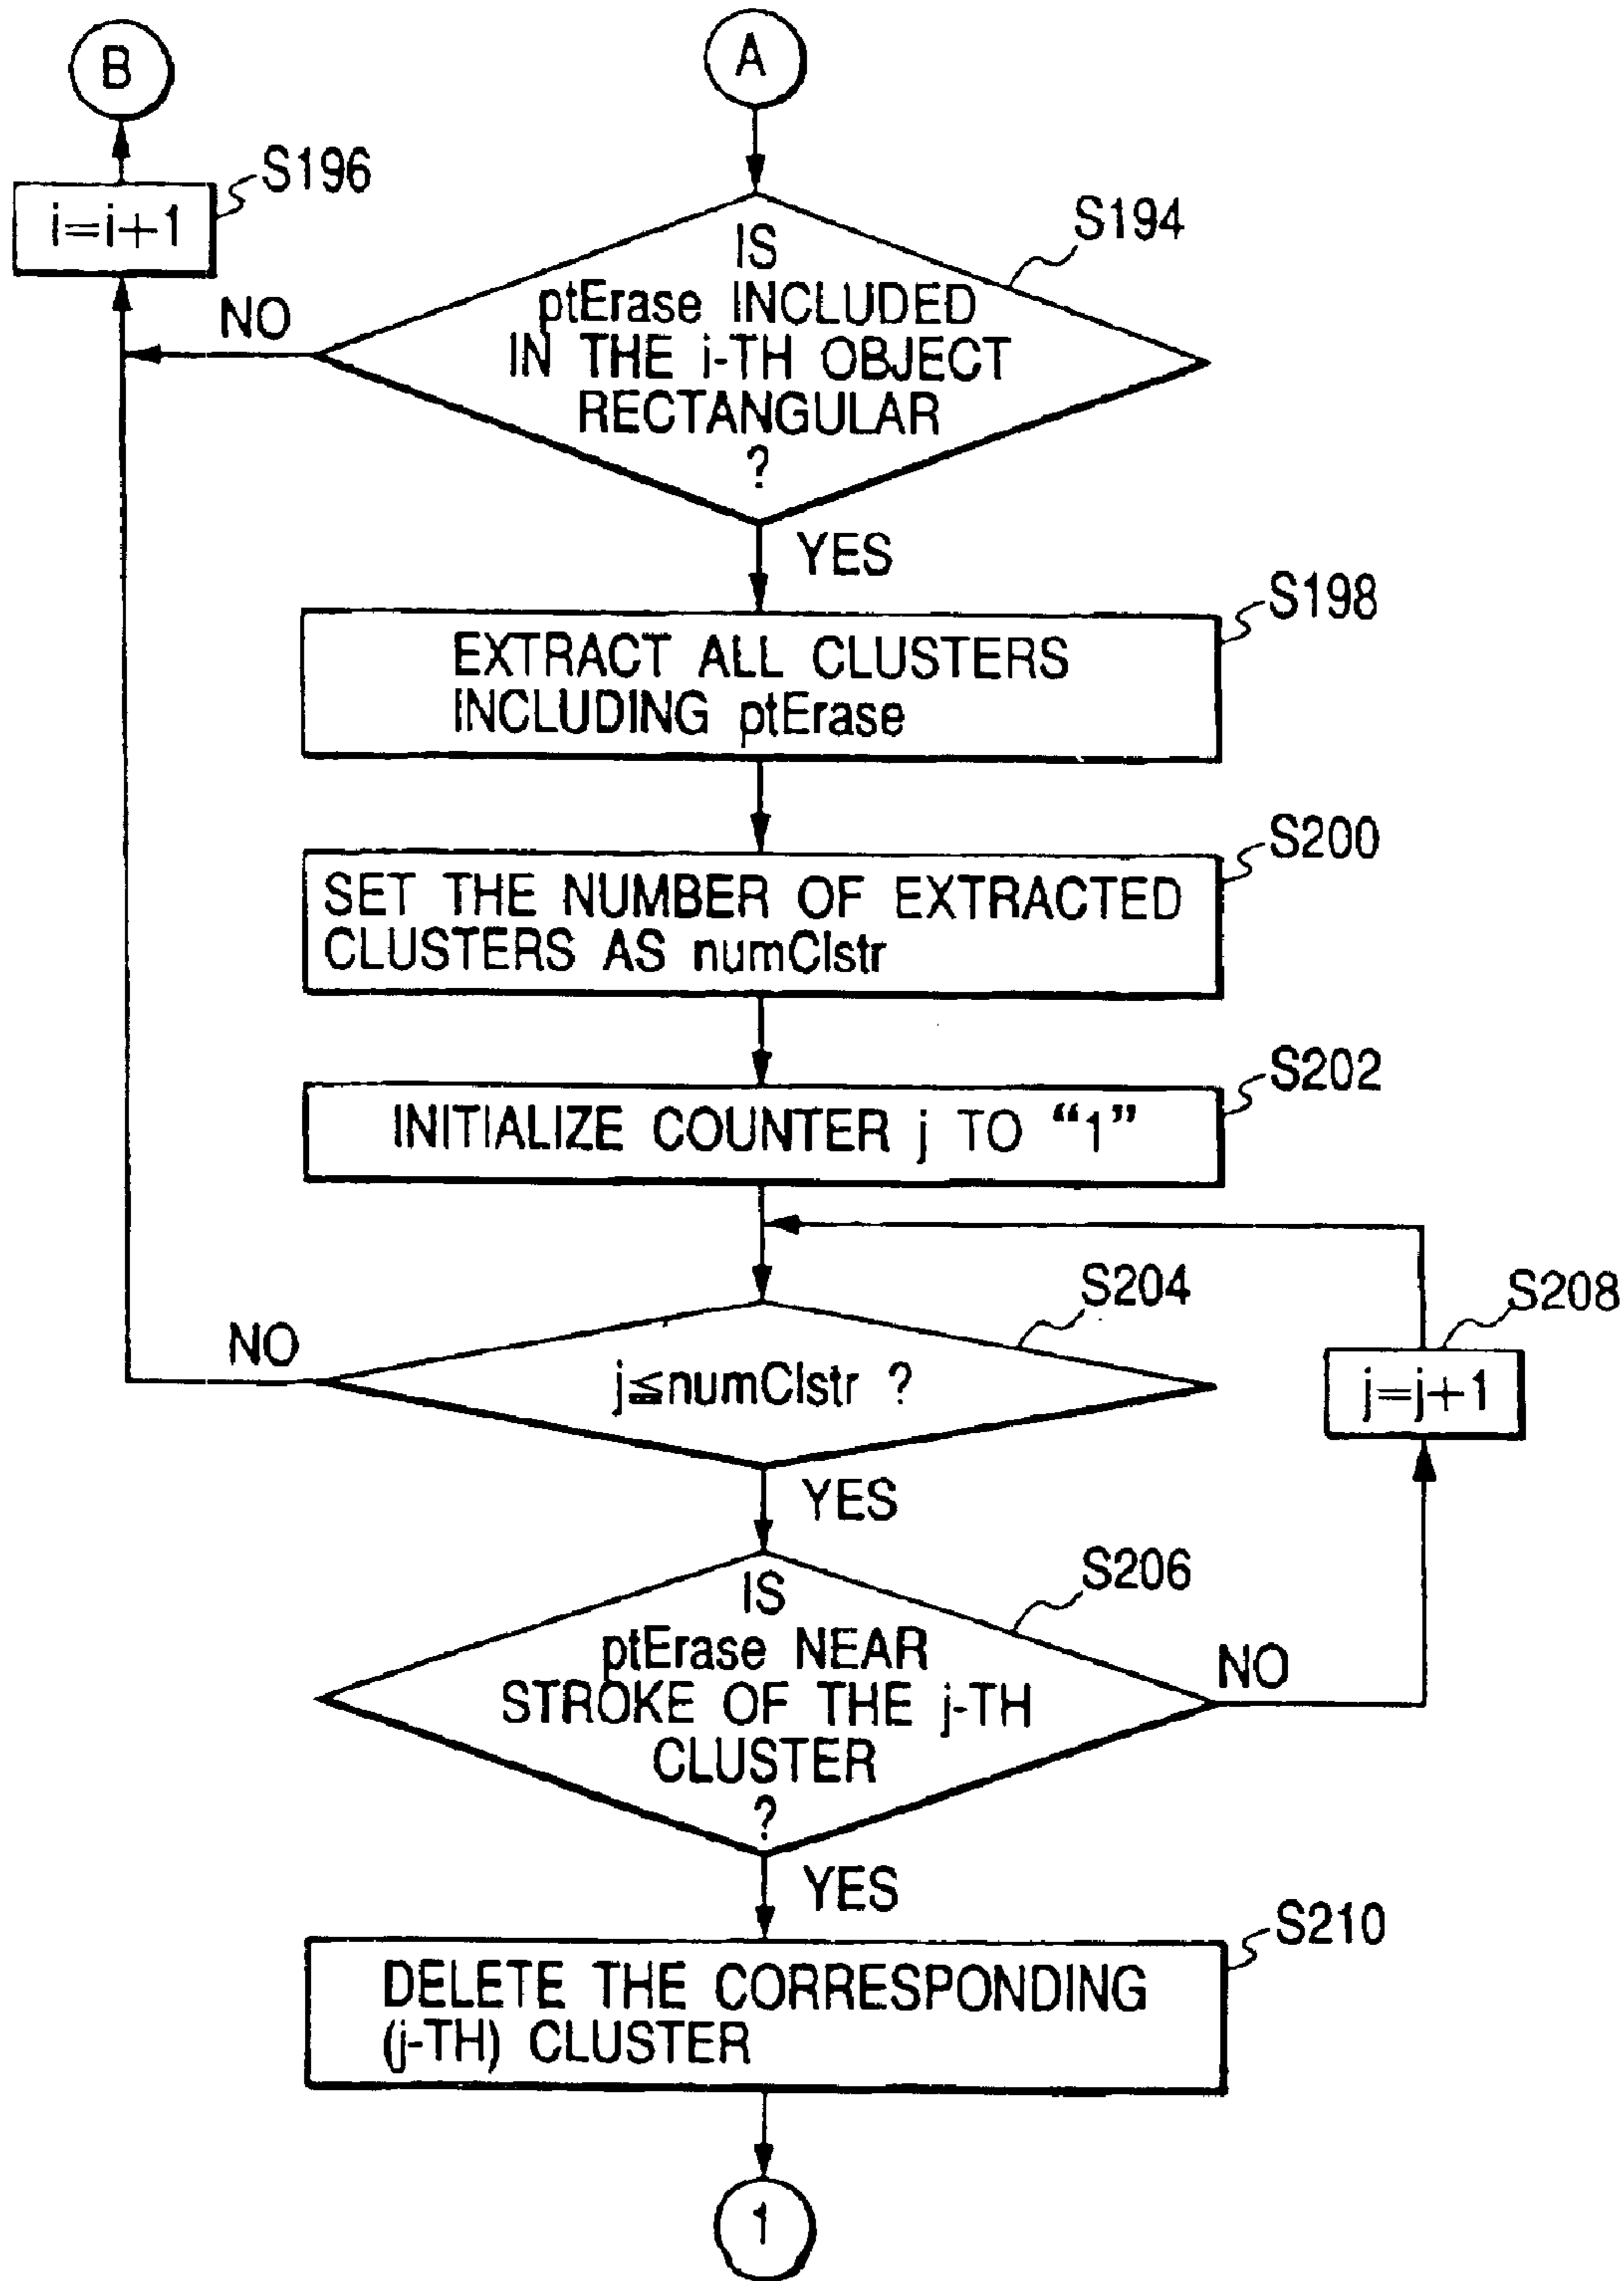 B
A
S196
i=i+1
S194
IS
ptErase INCLUDED
IN THE i-TH OBJECT
RECTANGULAR
?
NO
YES
S198
EXTRACT ALL CLUSTERS
INCLUDING ptErase
S200
SET THE NUMBER OF EXTRACTED
CLUSTERS AS numClstr
S202
INITIALIZE COUNTER j TO “1”
S204
NO
j≦numClstr ?
S208
j=j+1
YES
S206
IS
ptErase NEAR
STROKE OF THE j-TH
CLUSTER
?
NO
YES
S210
DELETE THE CORRESPONDING
(j-TH) CLUSTER
1